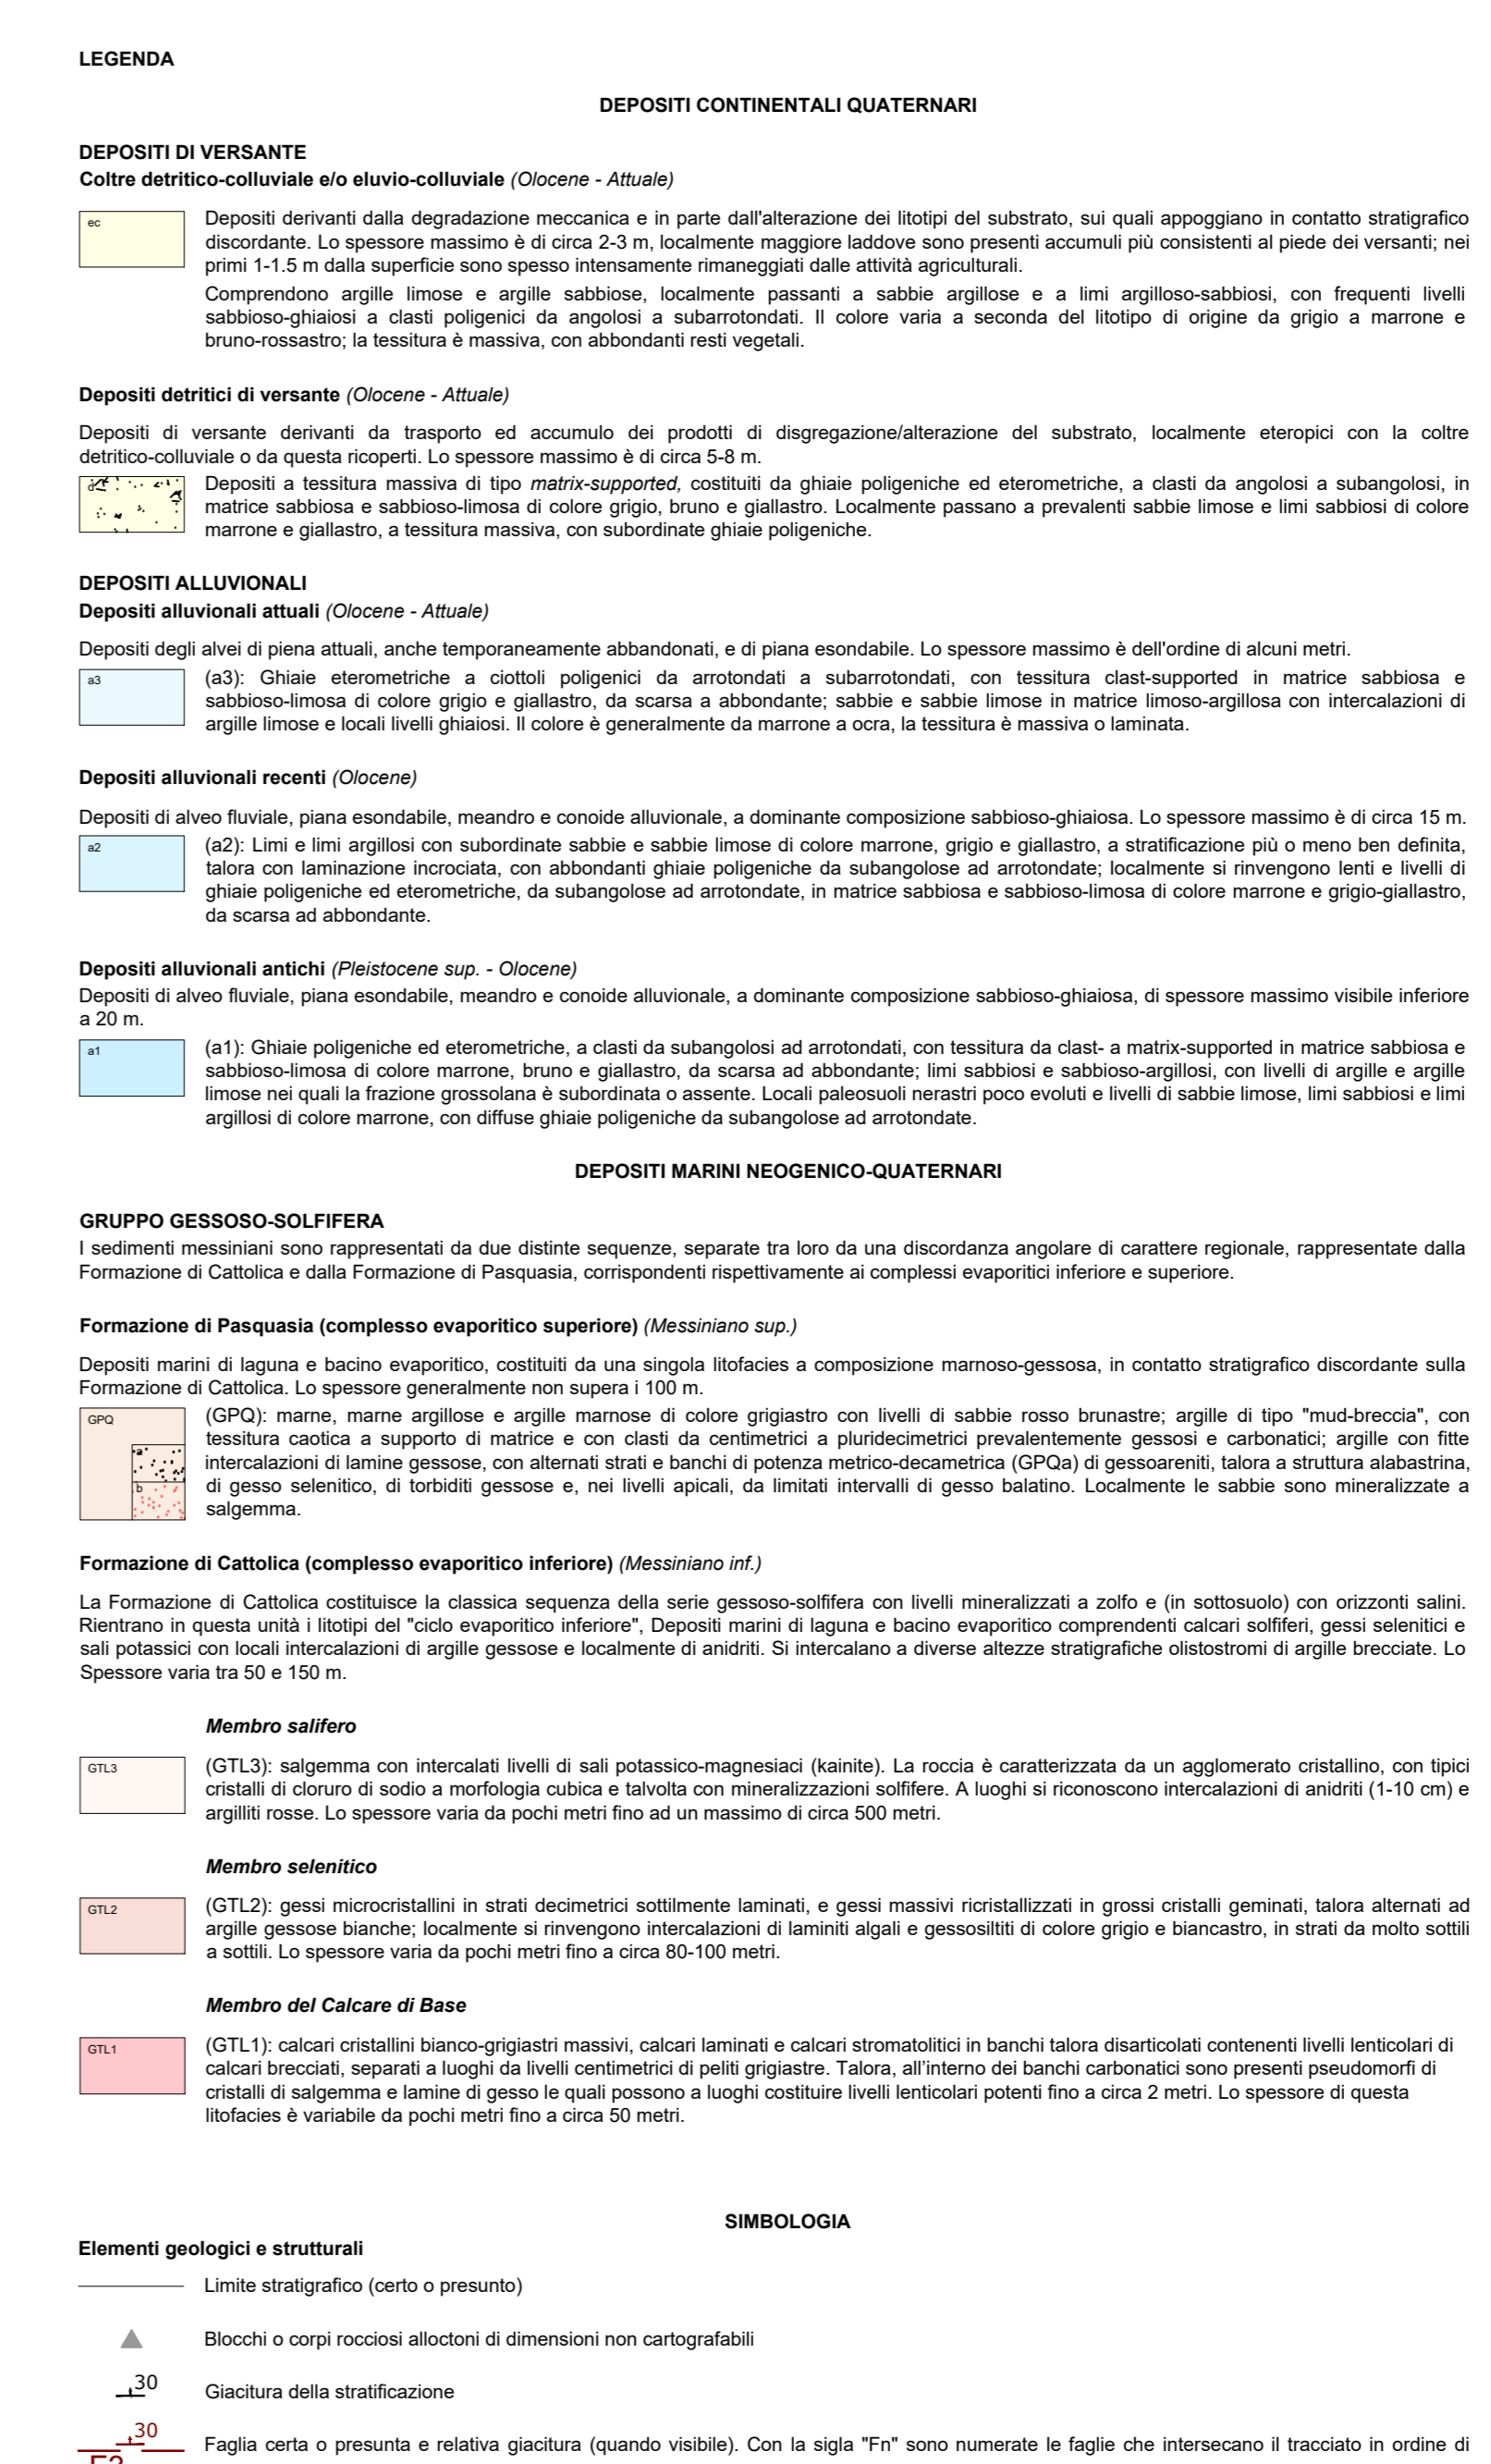 LEGENDA
DEPOSITI CONTINENTALI QUATERNARI
DEPOSITI DI VERSANTE
Coltre detritico-colluviale e/o eluvio-colluviale (Olocene - Attuale)
ec
Depositi derivanti dalla degradazione meccanica e in parte dall'alterazione dei litotipi del substrato, sui quali appoggiano in contatto stratigrafico
discordante. Lo spessore massimo è di circa 2-3 m, localmente maggiore laddove sono presenti accumuli più consistenti al piede dei versanti; nei
primi 1-1.5 m dalla superficie sono spesso intensamente rimaneggiati dalle attività agriculturali.
Comprendono argille limose e argille sabbiose, localmente passanti a sabbie argillose e a limi argilloso-sabbiosi, con frequenti livelli
sabbioso-ghiaiosi a clasti poligenici da angolosi a subarrotondati. Il colore varia a seconda del litotipo di origine da grigio a marrone e
bruno-rossastro; la tessitura è massiva, con abbondanti resti vegetali.
Depositi detritici di versante (Olocene - Attuale)
Depositi di versante derivanti da trasporto ed accumulo dei prodotti di disgregazione/alterazione del substrato, localmente eteropici con la coltre
detritico-colluviale o da questa ricoperti. Lo spessore massimo è di circa 5-8 m.
d
Depositi a tessitura massiva di tipo matrix-supported, costituiti da ghiaie poligeniche ed eterometriche, a clasti da angolosi a subangolosi, in
matrice sabbiosa e sabbioso-limosa di colore grigio, bruno e giallastro. Localmente passano a prevalenti sabbie limose e limi sabbiosi di colore
marrone e giallastro, a tessitura massiva, con subordinate ghiaie poligeniche.
DEPOSITI ALLUVIONALI
Depositi alluvionali attuali (Olocene - Attuale)
Depositi degli alvei di piena attuali, anche temporaneamente abbandonati, e di piana esondabile. Lo spessore massimo è dell'ordine di alcuni metri.
a3
(a3): Ghiaie eterometriche a ciottoli poligenici da arrotondati a subarrotondati, con tessitura clast-supported in matrice sabbiosa e
sabbioso-limosa di colore grigio e giallastro, da scarsa a abbondante; sabbie e sabbie limose in matrice limoso-argillosa con intercalazioni di
argille limose e locali livelli ghiaiosi. Il colore è generalmente da marrone a ocra, la tessitura è massiva o laminata.
Depositi alluvionali recenti (Olocene)
Depositi di alveo fluviale, piana esondabile, meandro e conoide alluvionale, a dominante composizione sabbioso-ghiaiosa. Lo spessore massimo è di circa 15 m.
a2
(a2): Limi e limi argillosi con subordinate sabbie e sabbie limose di colore marrone, grigio e giallastro, a stratificazione più o meno ben definita,
talora con laminazione incrociata, con abbondanti ghiaie poligeniche da subangolose ad arrotondate; localmente si rinvengono lenti e livelli di
ghiaie poligeniche ed eterometriche, da subangolose ad arrotondate, in matrice sabbiosa e sabbioso-limosa di colore marrone e grigio-giallastro,
da scarsa ad abbondante.
Depositi alluvionali antichi (Pleistocene sup. - Olocene)
Depositi di alveo fluviale, piana esondabile, meandro e conoide alluvionale, a dominante composizione sabbioso-ghiaiosa, di spessore massimo visibile inferiore
a 20 m.
a1
(a1): Ghiaie poligeniche ed eterometriche, a clasti da subangolosi ad arrotondati, con tessitura da clast- a matrix-supported in matrice sabbiosa e
sabbioso-limosa di colore marrone, bruno e giallastro, da scarsa ad abbondante; limi sabbiosi e sabbioso-argillosi, con livelli di argille e argille
limose nei quali la frazione grossolana è subordinata o assente. Locali paleosuoli nerastri poco evoluti e livelli di sabbie limose, limi sabbiosi e limi
argillosi di colore marrone, con diffuse ghiaie poligeniche da subangolose ad arrotondate.
DEPOSITI MARINI NEOGENICO-QUATERNARI
GRUPPO GESSOSO-SOLFIFERA
I sedimenti messiniani sono rappresentati da due distinte sequenze, separate tra loro da una discordanza angolare di carattere regionale, rappresentate dalla
Formazione di Cattolica e dalla Formazione di Pasquasia, corrispondenti rispettivamente ai complessi evaporitici inferiore e superiore.
Formazione di Pasquasia (complesso evaporitico superiore) (Messiniano sup.)
Depositi marini di laguna e bacino evaporitico, costituiti da una singola litofacies a composizione marnoso-gessosa, in contatto stratigrafico discordante sulla
Formazione di Cattolica. Lo spessore generalmente non supera i 100 m.
GPQ
a
b
(GPQ): marne, marne argillose e argille marnose di colore grigiastro con livelli di sabbie rosso brunastre; argille di tipo "mud-breccia", con
tessitura caotica a supporto di matrice e con clasti da centimetrici a pluridecimetrici prevalentemente gessosi e carbonatici; argille con fitte
intercalazioni di lamine gessose, con alternati strati e banchi di potenza metrico-decametrica (GPQa) di gessoareniti, talora a struttura alabastrina,
di gesso selenitico, di torbiditi gessose e, nei livelli apicali, da limitati intervalli di gesso balatino. Localmente le sabbie sono mineralizzate a
salgemma.
Formazione di Cattolica (complesso evaporitico inferiore) (Messiniano inf.)
La Formazione di Cattolica costituisce la classica sequenza della serie gessoso-solfifera con livelli mineralizzati a zolfo e (in sottosuolo) con orizzonti salini.
Rientrano in questa unità i litotipi del "ciclo evaporitico inferiore", Depositi marini di laguna e bacino evaporitico comprendenti calcari solfiferi, gessi selenitici e
sali potassici con locali intercalazioni di argille gessose e localmente di anidriti. Si intercalano a diverse altezze stratigrafiche olistostromi di argille brecciate. Lo
Spessore varia tra 50 e 150 m.
Membro salifero
GTL3
(GTL3): salgemma con intercalati livelli di sali potassico-magnesiaci (kainite). La roccia è caratterizzata da un agglomerato cristallino, con tipici
cristalli di cloruro di sodio a morfologia cubica e talvolta con mineralizzazioni solfifere. A luoghi si riconoscono intercalazioni di anidriti (1-10 cm) e
argilliti rosse. Lo spessore varia da pochi metri fino ad un massimo di circa 500 metri.
Membro selenitico
GTL2
(GTL2): gessi microcristallini in strati decimetrici sottilmente laminati, e gessi massivi ricristallizzati in grossi cristalli geminati, talora alternati ad
argille gessose bianche; localmente si rinvengono intercalazioni di laminiti algali e gessosiltiti di colore grigio e biancastro, in strati da molto sottili
a sottili. Lo spessore varia da pochi metri fino a circa 80-100 metri.
Membro del Calcare di Base
GTL1
(GTL1): calcari cristallini bianco-grigiastri massivi, calcari laminati e calcari stromatolitici in banchi talora disarticolati contenenti livelli lenticolari di
calcari brecciati, separati a luoghi da livelli centimetrici di peliti grigiastre. Talora, all'interno dei banchi carbonatici sono presenti pseudomorfi di
cristalli di salgemma e lamine di gesso le quali possono a luoghi costituire livelli lenticolari potenti fino a circa 2 metri. Lo spessore di questa
litofacies è variabile da pochi metri fino a circa 50 metri.
SIMBOLOGIA
Elementi geologici e strutturali
Limite stratigrafico (certo o presunto)
Blocchi o corpi rocciosi alloctoni di dimensioni non cartografabili
30
Giacitura della stratificazione
30
Faglia certa o presunta e relativa giacitura (quando visibile). Con la sigla "Fn" sono numerate le faglie che intersecano il tracciato in ordine di